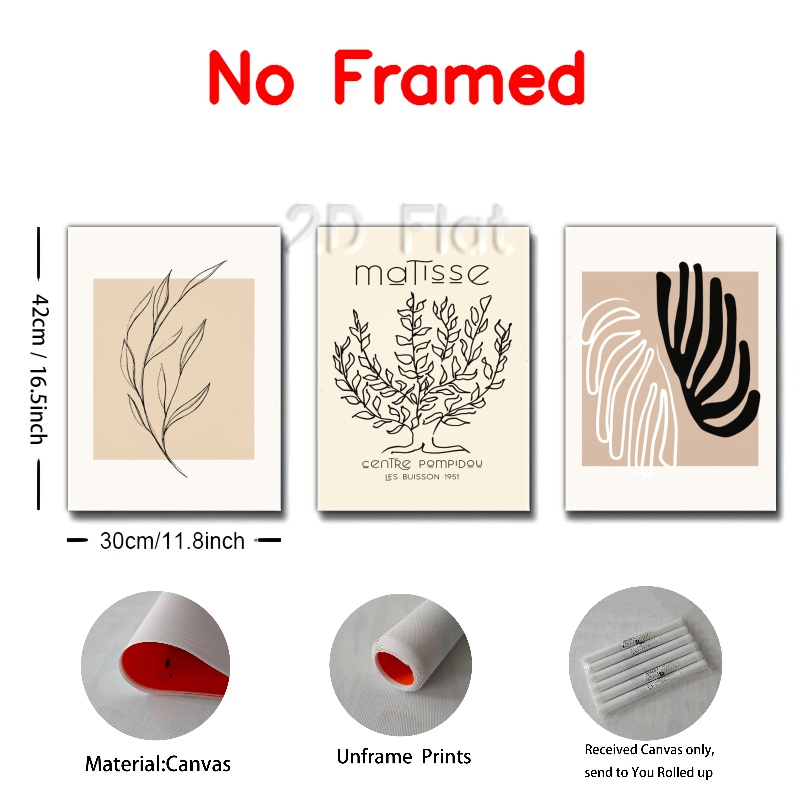 No Framed
2D Flat
matisse
CENTRE POMPIDOU
LES BUISSON 1951
42cm / 16.5inch
30cm/11.8inch
Material:Canvas
Unframe Prints
Received Canvas only,
send to You Rolled up